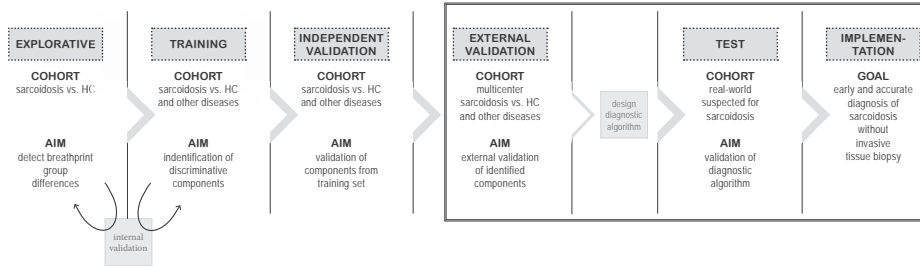 EXPLORATIVE
COHORT
sarcoidosis vs. HC
AIM
detect breathprint
group
differences
internal
validation
TRAINING
COHORT
sarcoidosis vs. HC
and other diseases
AIM
indentification of
discriminative
components
INDEPENDENT
VALIDATION
COHORT
sarcoidosis vs. HC
and other diseases
AIM
validation of
components from
training set
EXTERNAL
VALIDATION
COHORT
multicenter
sarcoidosis vs. HC
and other diseases
AIM
external validation
of identified
components
design
diagnostic
algorithm
TEST
COHORT
real-world
suspected for
sarcoidosis
AIM
validation of
diagnostic
algorithm
IMPLEMEN-
TATION
GOAL
early and accurate
diagnosis of
sarcoidosis
without
invasive
tissue biopsy